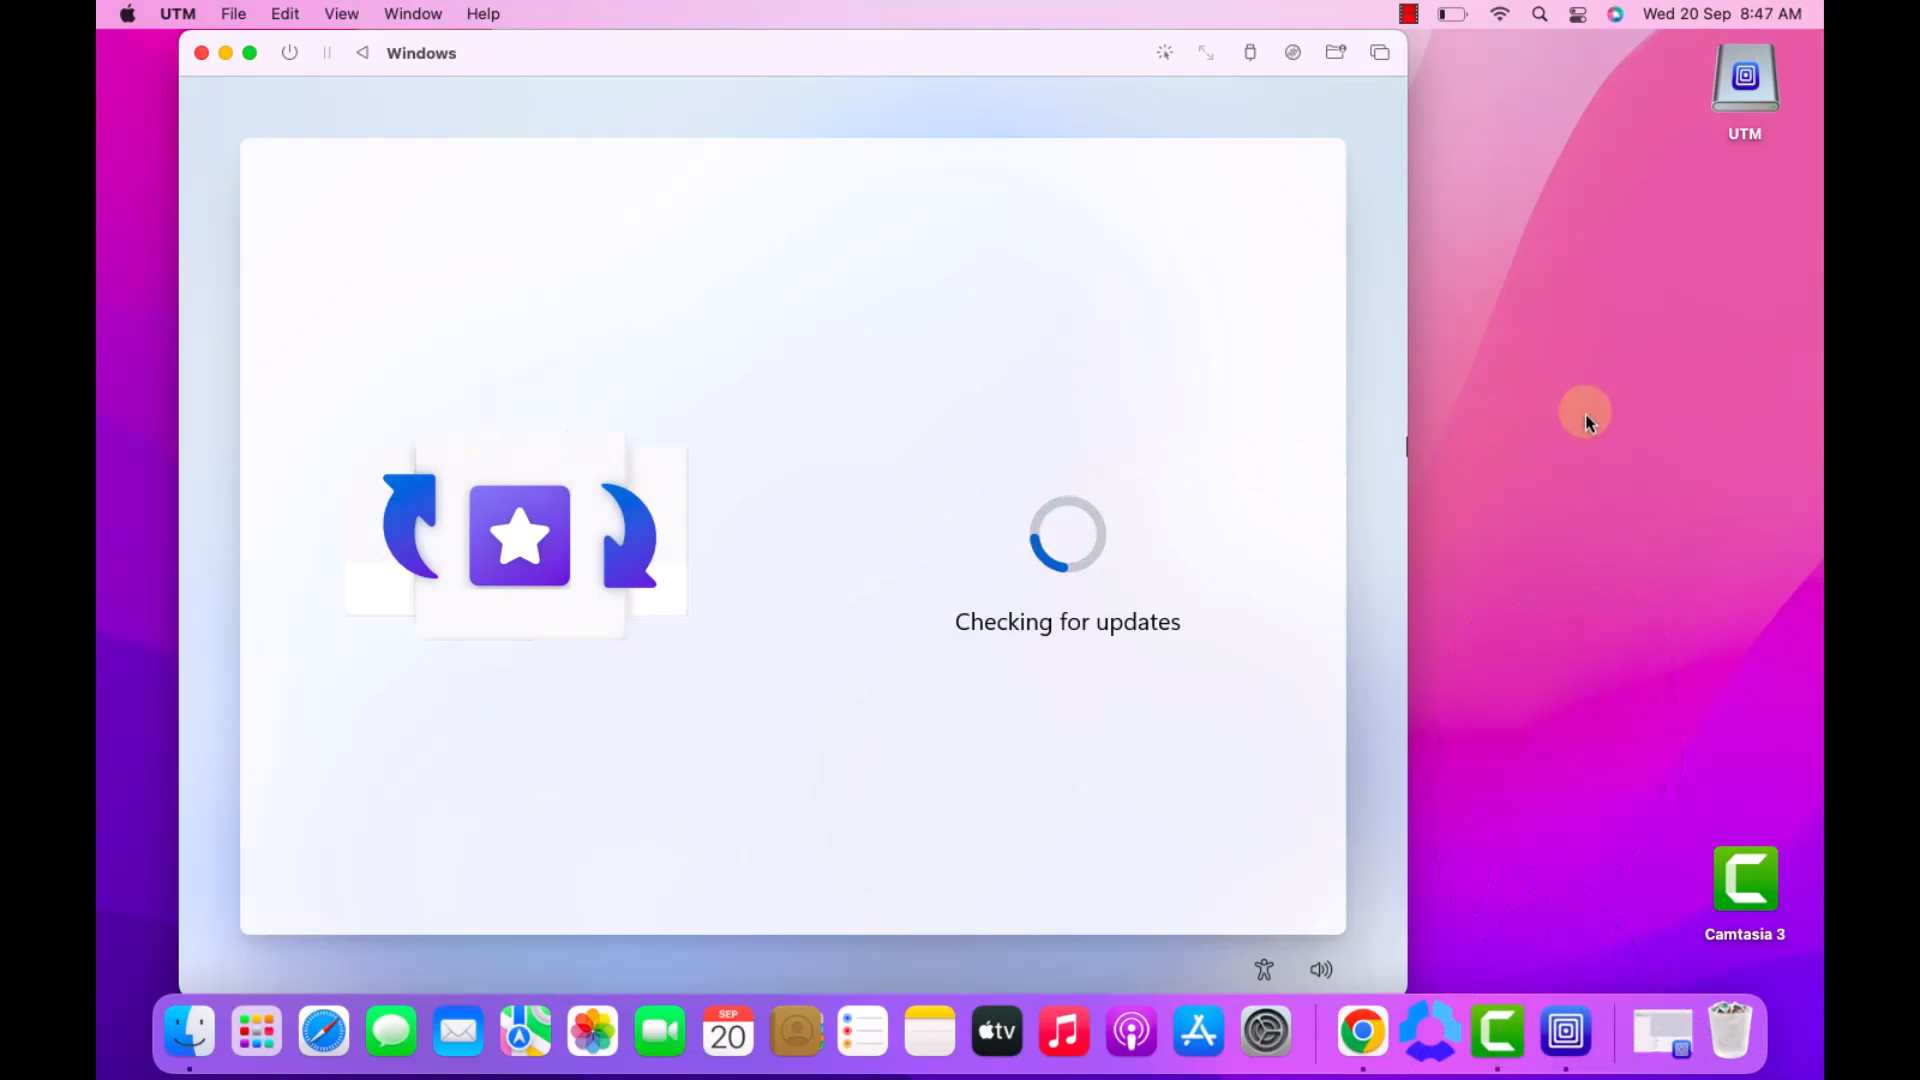 UTM File Edit View Window Help Wed 20 Sep 8:47 AM
Windows
UTM
Checking for updates
Camtasia 3
SEP
20
tv